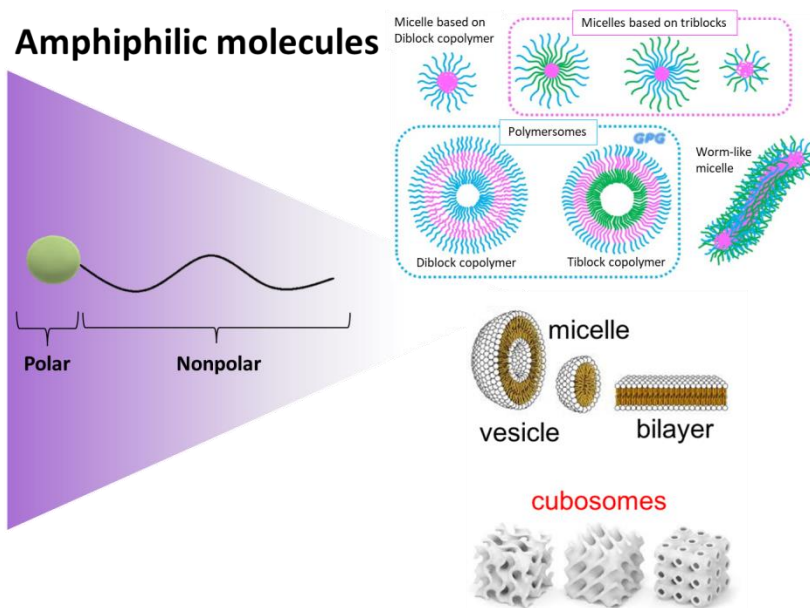 Amphiphilic molecules
Micelle based on
Diblock copolymer
Micelles based on triblocks
Polymersomes
GPG
Worm-like
micelle
Diblock copolymer
Tiblock copolymer
Polar
Nonpolar
micelle
vesicle
bilayer
cubosomes